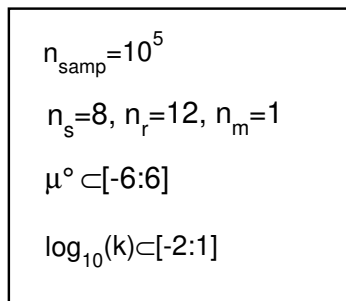 n_samp=10^5
n_s=8, n_r=12, n_m=1
μ° ⊂[-6:6]
log_10(k)⊂[-2:1]